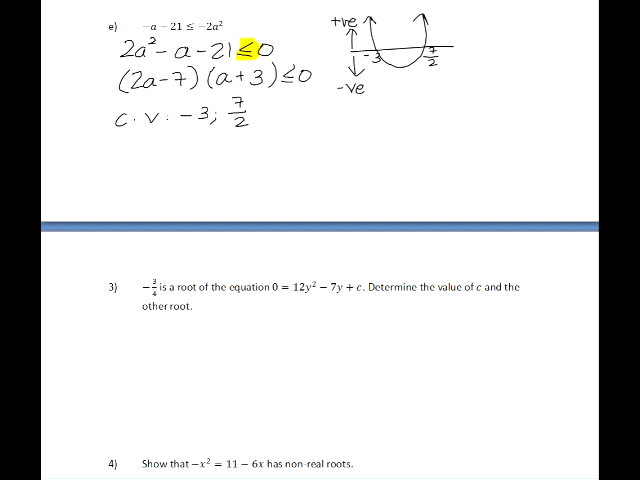 e) −a − 21 ≤ −2a²
2a² − a − 21 ≤ 0
(2a − 7) (a + 3) ≤ 0
c. v: −3; 7/2
+ve
−3
7/2
−ve
3) −3/4 is a root of the equation 0 = 12y² − 7y + c. Determine the value of c and the
other root.
4) Show that −x² = 11 − 6x has non-real roots.